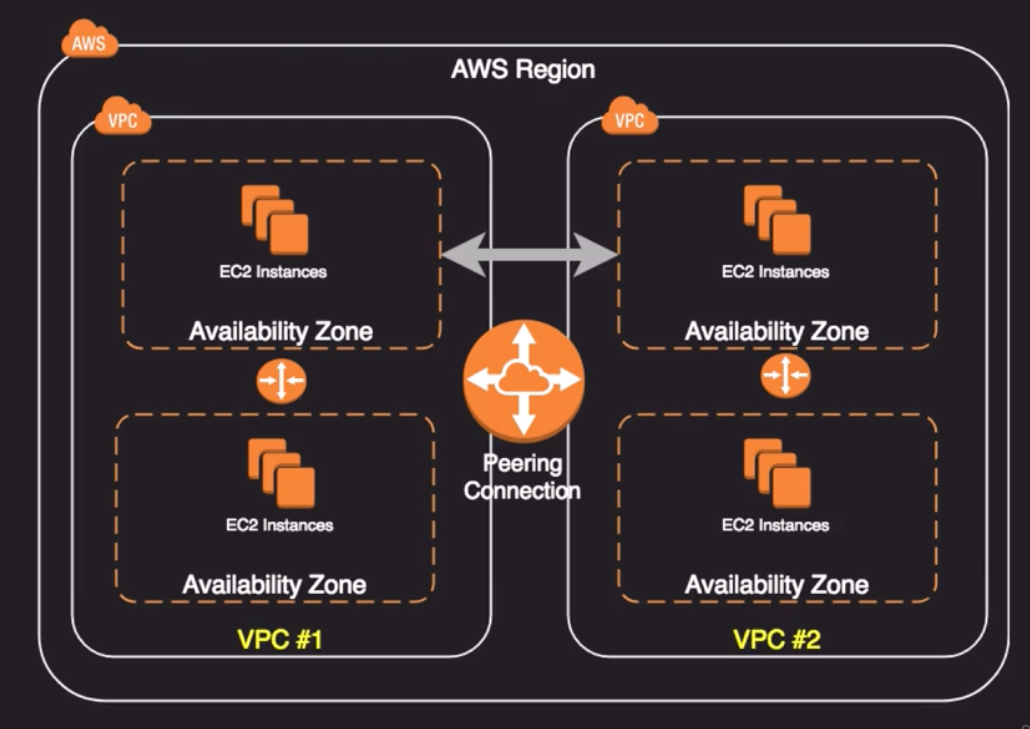 AWS
AWS Region
VPC
VPC
EC2 Instances
EC2 Instances
Availability Zone
Availability Zone
Peering
Connection
EC2 Instances
EC2 Instances
Availability Zone
Availability Zone
VPC #1
VPC #2